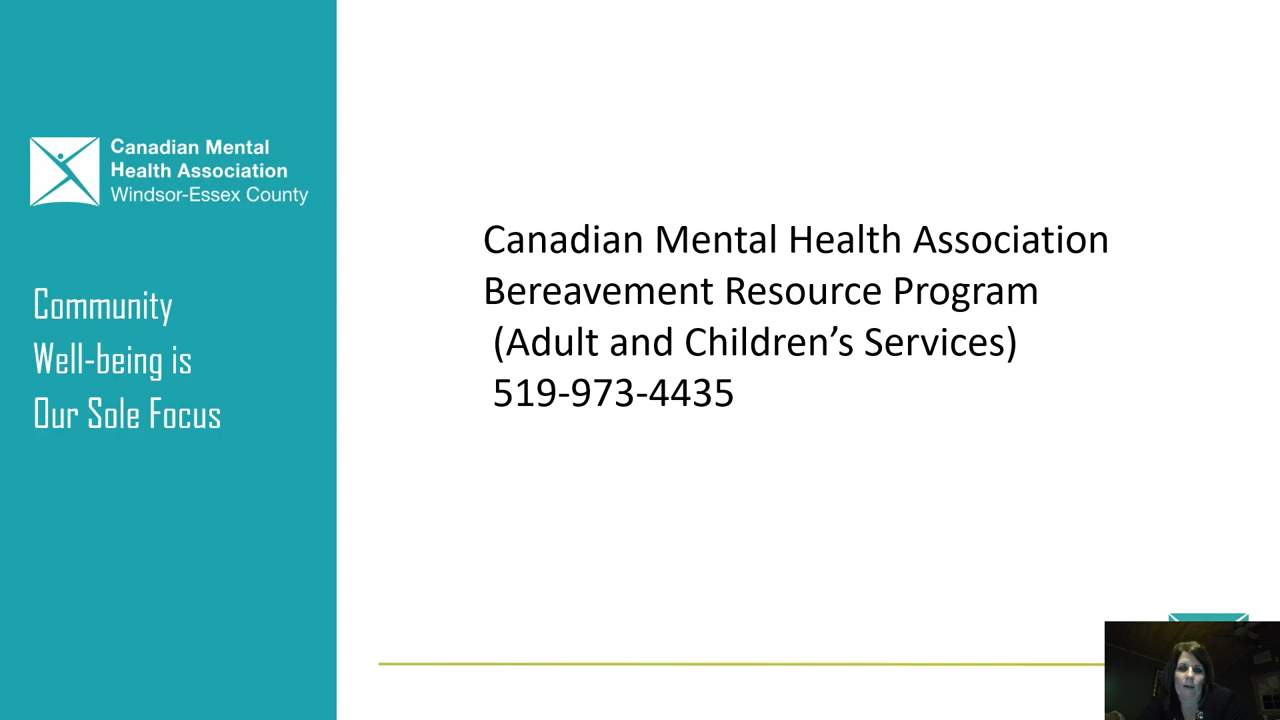 Canadian Mental
Health Association
Windsor-Essex County
Community
Well-being is
Our Sole Focus
Canadian Mental Health Association
Bereavement Resource Program
(Adult and Children’s Services)
519-973-4435